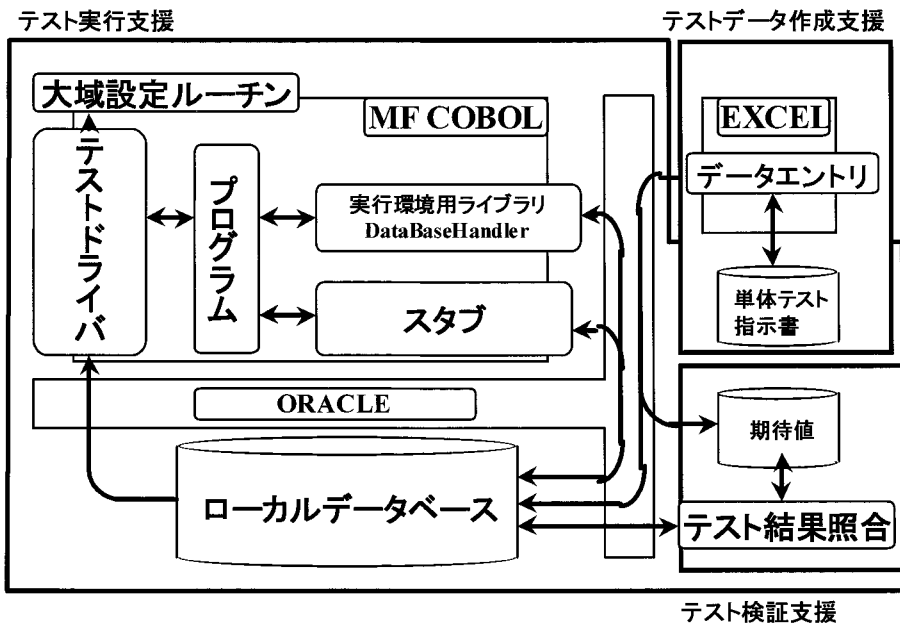 テスト実行支援
テストデータ作成支援
大域設定ルーチン
MF COBOL
EXCEL
テストドライバ
プログラム
実行環境用ライブラリ
DataBaseHandler
スタブ
データエントリ
単体テスト
指示書
ORACLE
ローカルデータベース
期待値
テスト結果照合
テスト検証支援